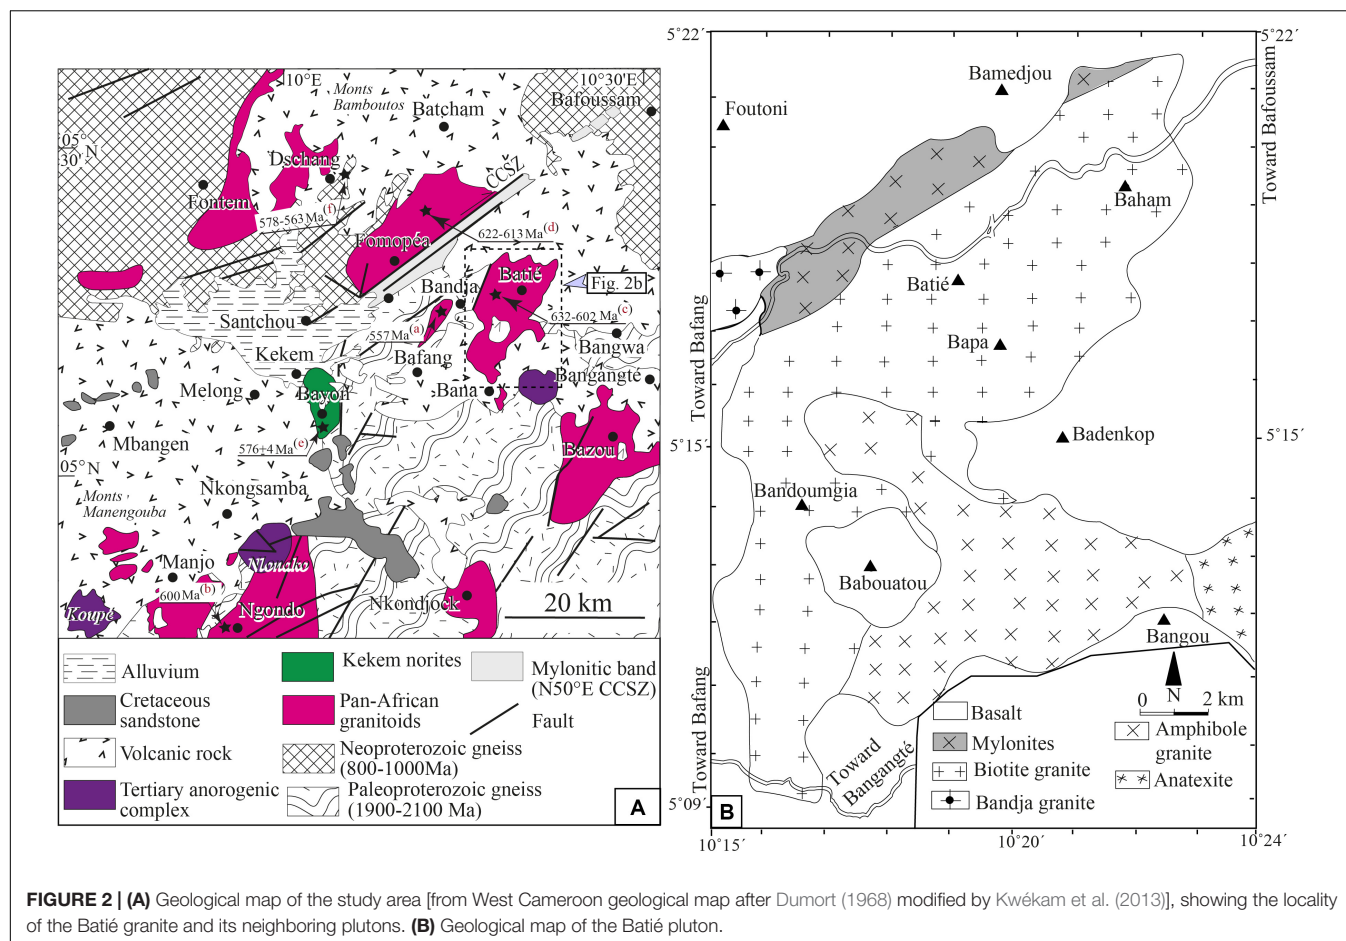 10°E
10°30'E
05°
30' N
05°N
Monts
Bamboutos
Batcham
Bafoussam
Dschang
Fontem
CCSZ
578-563 Ma(f)
Fomopéa
622-613 Ma(d)
Batié
Fig. 2b
Bandja
Santchou
632-602 Ma(c)
557 Ma(a)
Bangwa
Kekem
Bafang
Bangangté
Melong
Bayon
Bana
Mbangen
576+4 Ma(e)
Bazou
Nkongsamba
Monts
Manengouba
Manjo
Nlonako
600 Ma(b)
Koupé
Ngondo
Nkondjock
20 km
Alluvium
Cretaceous
sandstone
Volcanic rock
Tertiary anorogenic
complex
Kekem norites
Pan-African
granitoids
Neoproterozoic gneiss
(800-1000Ma)
Paleoproterozoic gneiss
(1900-2100 Ma)
Mylonitic band
(N50°E CCSZ)
Fault
A
5°22´
5°22´
Bamedjou
Foutoni
Toward Bafoussam
Baham
Batié
Toward Bafang
Bapa
Badenkop
5°15´
5°15´
Bandoumgia
Babouatou
Bangou
N
0 2 km
Toward Bafang
Toward
Bangangté
Basalt
Mylonites
Biotite granite
Bandja granite
Amphibole
granite
Anatexite
5°09´
B
10°15´
10°20´
10°24´
FIGURE 2 | (A) Geological map of the study area [from West Cameroon geological map after Dumort (1968) modified by Kwékam et al. (2013)], showing the locality
of the Batié granite and its neighboring plutons. (B) Geological map of the Batié pluton.